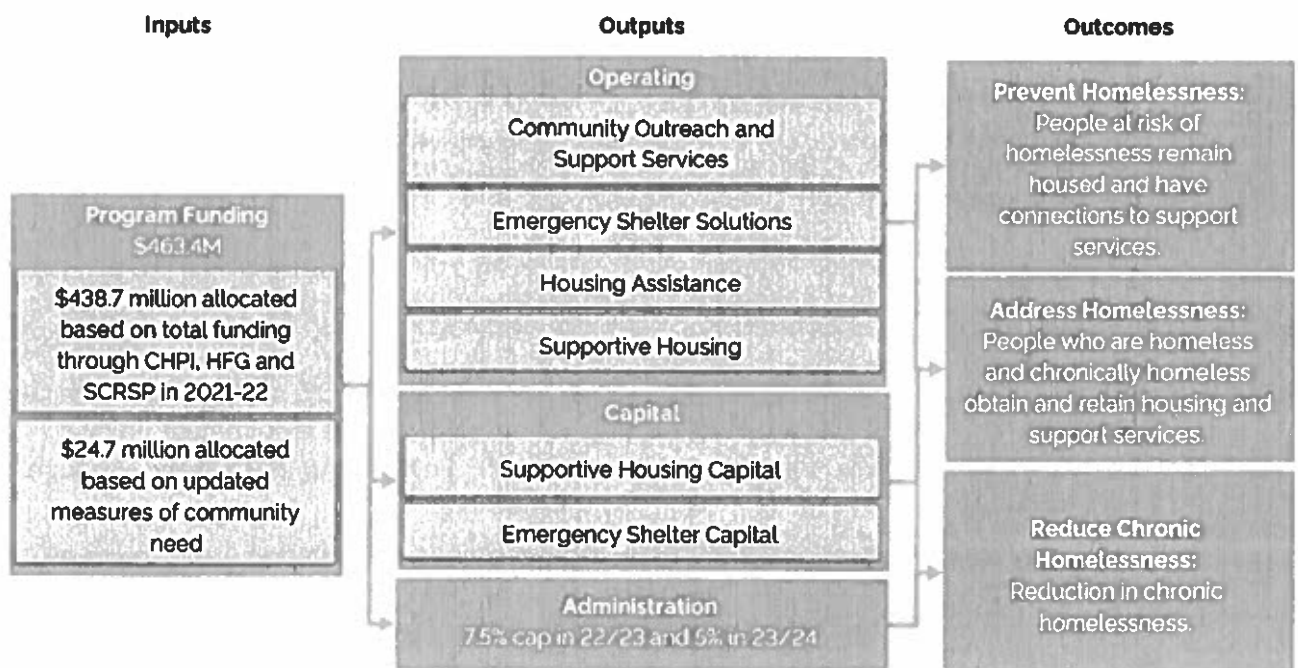 Inputs
Program Funding
$463.4M
$438.7 million allocated
based on total funding
through CHPI, HFG and
SCRSP in 2021-22
$24.7 million allocated
based on updated
measures of community
need
Outputs
Operating
Community Outreach and
Support Services
Emergency Shelter Solutions
Housing Assistance
Supportive Housing
Capital
Supportive Housing Capital
Emergency Shelter Capital
Administration
7.5% cap in 22/23 and 5% in 23/24
Outcomes
Prevent Homelessness:
People at risk of
homelessness remain
housed and have
connections to support
services.
Address Homelessness:
People who are homeless
and chronically homeless
obtain and retain housing and
support services.
Reduce Chronic
Homelessness:
Reduction in chronic
homelessness.